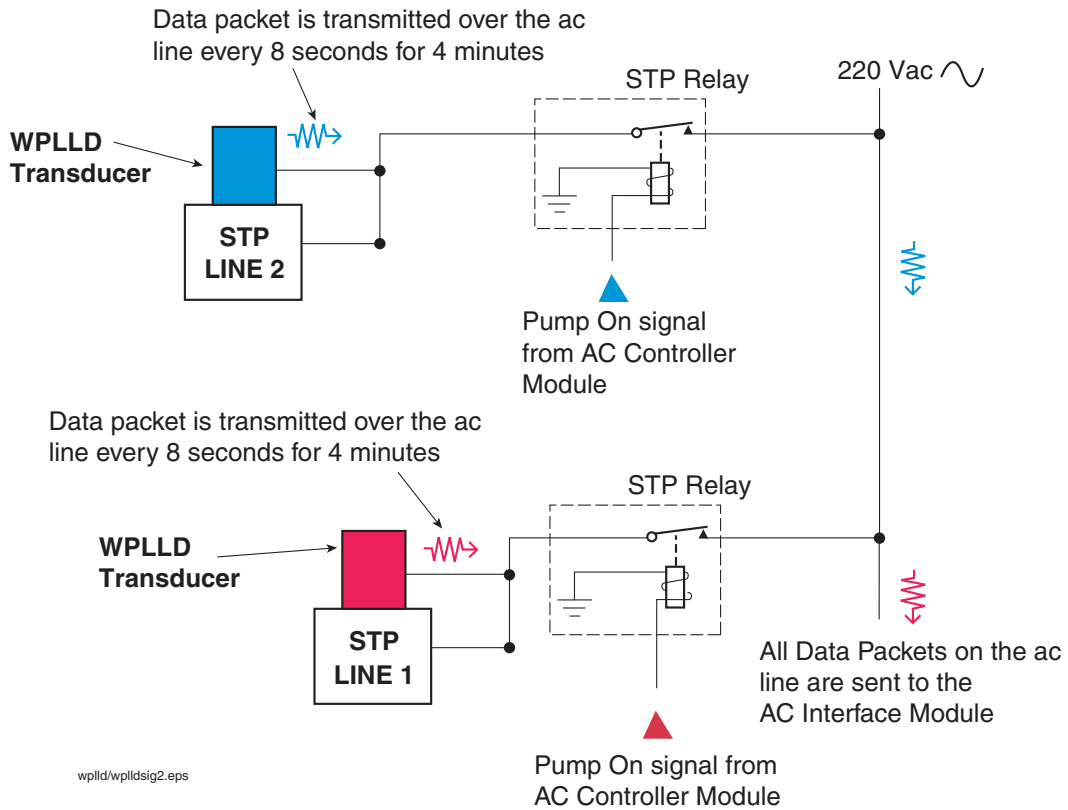 Data packet is transmitted over the ac
line every 8 seconds for 4 minutes
220 Vac
STP Relay
WPLLD
Transducer
STP
LINE 2
Pump On signal
from AC Controller
Module
Data packet is transmitted over the ac
line every 8 seconds for 4 minutes
STP Relay
WPLLD
Transducer
STP
LINE 1
All Data Packets on the ac
line are sent to the
AC Interface Module
Pump On signal from
AC Controller Module
wplld/wplldsig2.eps